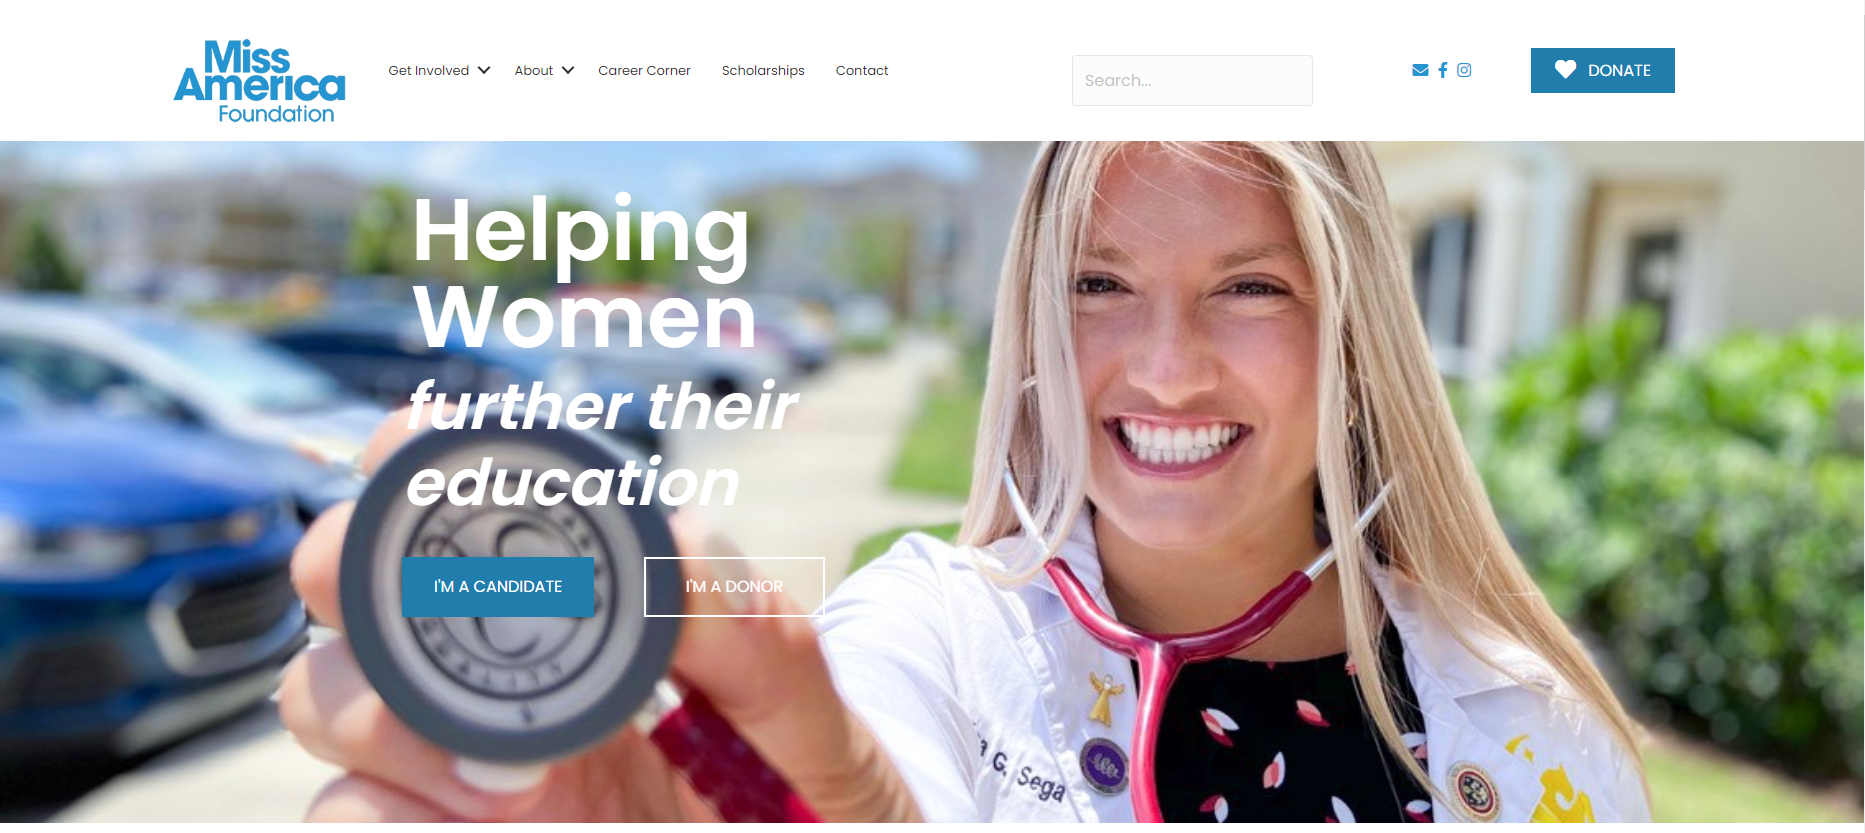 Miss
America
Foundation
Get Involved
About
Career Corner
Scholarships
Contact
Search...
DONATE
Helping
Women
further their
education
I'M A CANDIDATE
I'M A DONOR
G. Sega